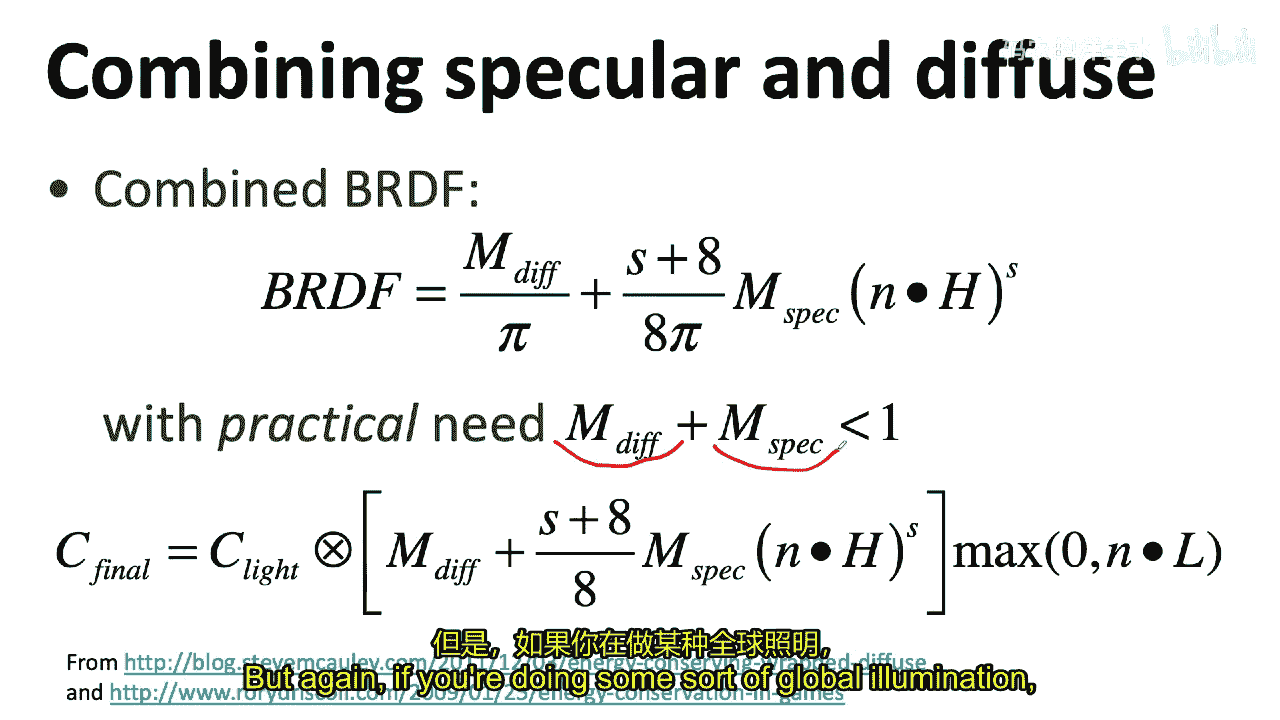 Combining specular and diffuse
• Combined BRDF:
BRDF = M_diff / π + (s + 8) / 8π M_spec (n • H)^s
with practical need M_diff + M_spec < 1
C_final = C_light ⊗ [ M_diff + (s + 8) / 8 M_spec (n • H)^s ] max(0, n • L)
但是，如果你在做某种全球照明，
From http://blog.stevemcauley.com/2011/12/03/energy-conserving-wrapped-diffuse
But again, if you're doing some sort of global illumination,
and http://www.rorydriscoll.com/2009/01/25/energy-conservation-in-games